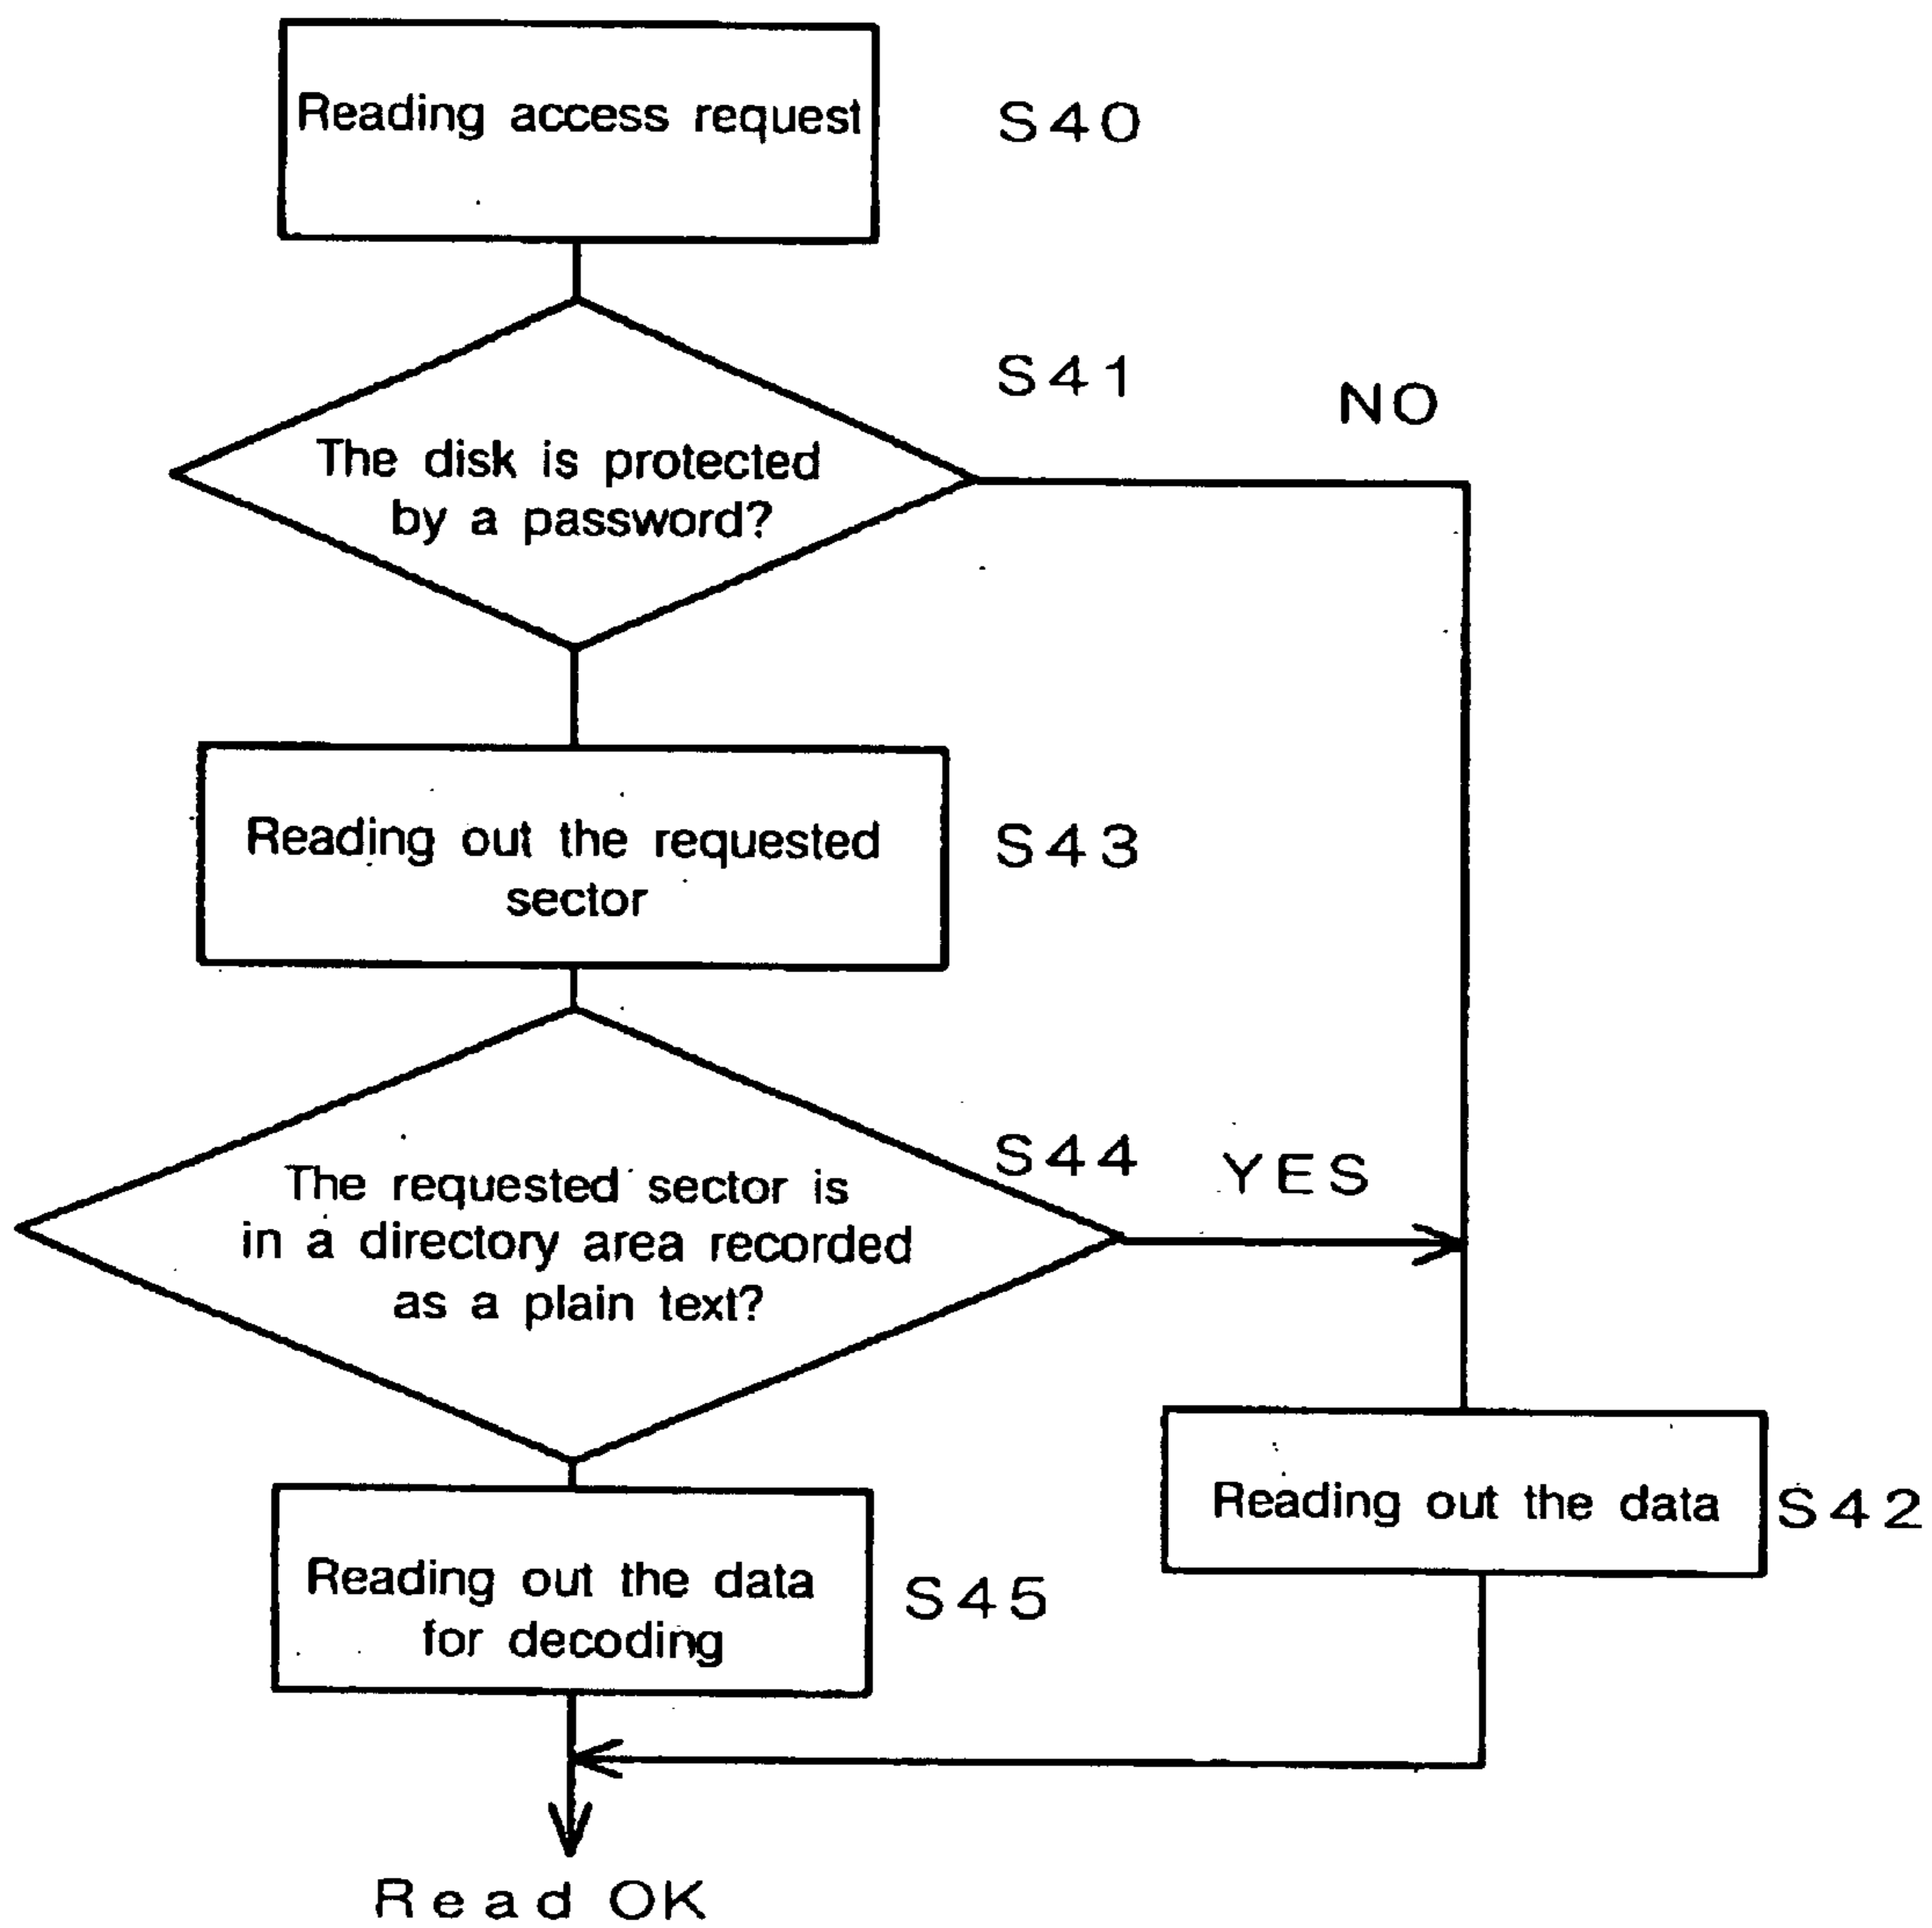 Reading access request
S40
S41
NO
The disk is protected
by a password?
Reading out the requested
sector
S43
S44
YES
The requested sector is
in a directory area recorded
as a plain text?
Reading out the data
S42
Reading out the data
for decoding
S45
Read OK